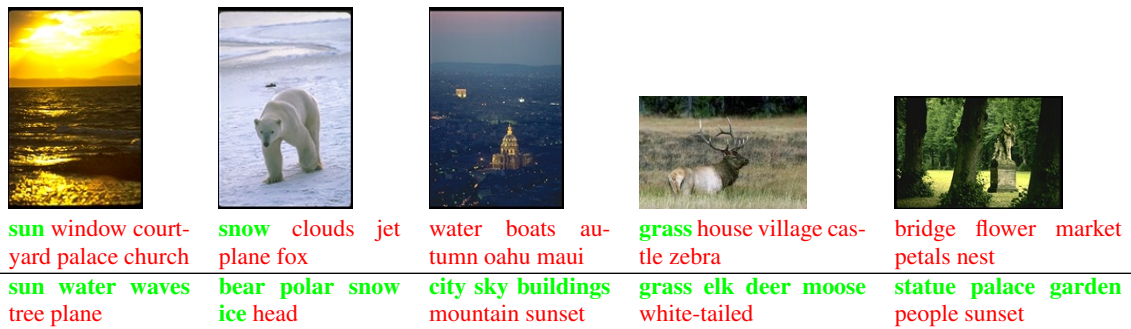 sun window court-
yard palace church
snow clouds jet
plane fox
water boats au-
tumn oahu maui
grass house village cas-
tle zebra
bridge flower market
petals nest
sun water waves
tree plane
bear polar snow
ice head
city sky buildings
mountain sunset
grass elk deer moose
white-tailed
statue palace garden
people sunset